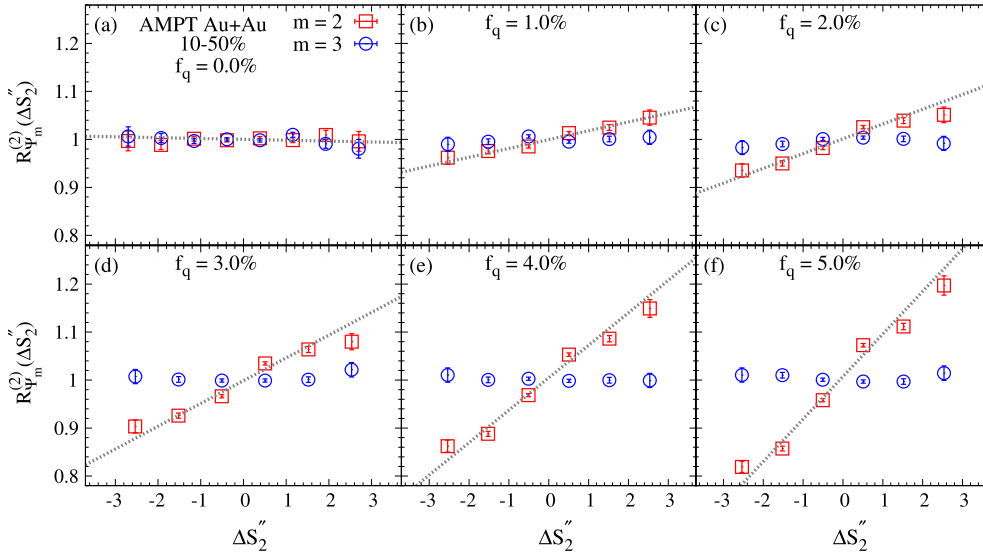 (a) AMPT Au+Au m = 2
10-50% m = 3
f_q = 0.0%
(b) f_q = 1.0%
(c) f_q = 2.0%
1.2
1.1
1
0.9
0.8
R^{(2)}_{Ψ_m}(ΔS''_2)
(d) f_q = 3.0%
(e) f_q = 4.0%
(f) f_q = 5.0%
1.2
1.1
1
0.9
0.8
R^{(2)}_{Ψ_m}(ΔS''_2)
-3 -2 -1 0 1 2 3
-3 -2 -1 0 1 2 3
-3 -2 -1 0 1 2 3
ΔS''_2
ΔS''_2
ΔS''_2